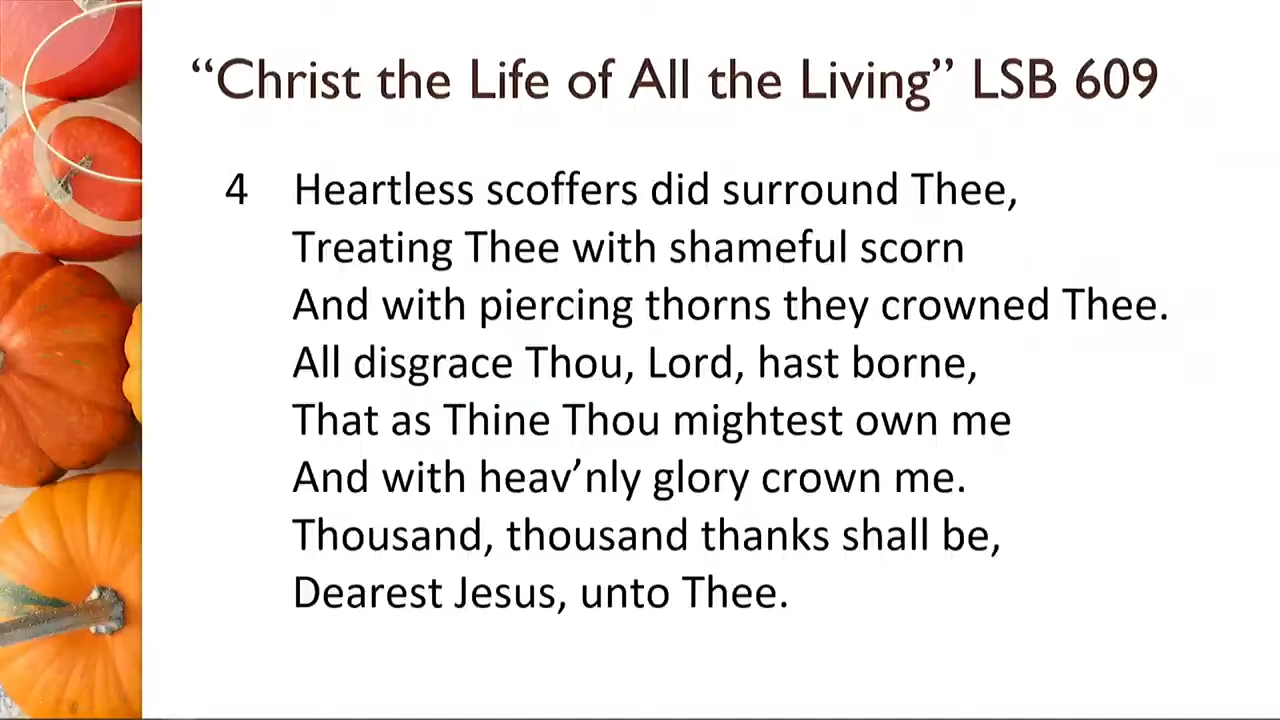 “Christ the Life of All the Living” LSB 609
4 Heartless scoffers did surround Thee,
Treating Thee with shameful scorn
And with piercing thorns they crowned Thee.
All disgrace Thou, Lord, hast borne,
That as Thine Thou mightest own me
And with heav’nly glory crown me.
Thousand, thousand thanks shall be,
Dearest Jesus, unto Thee.